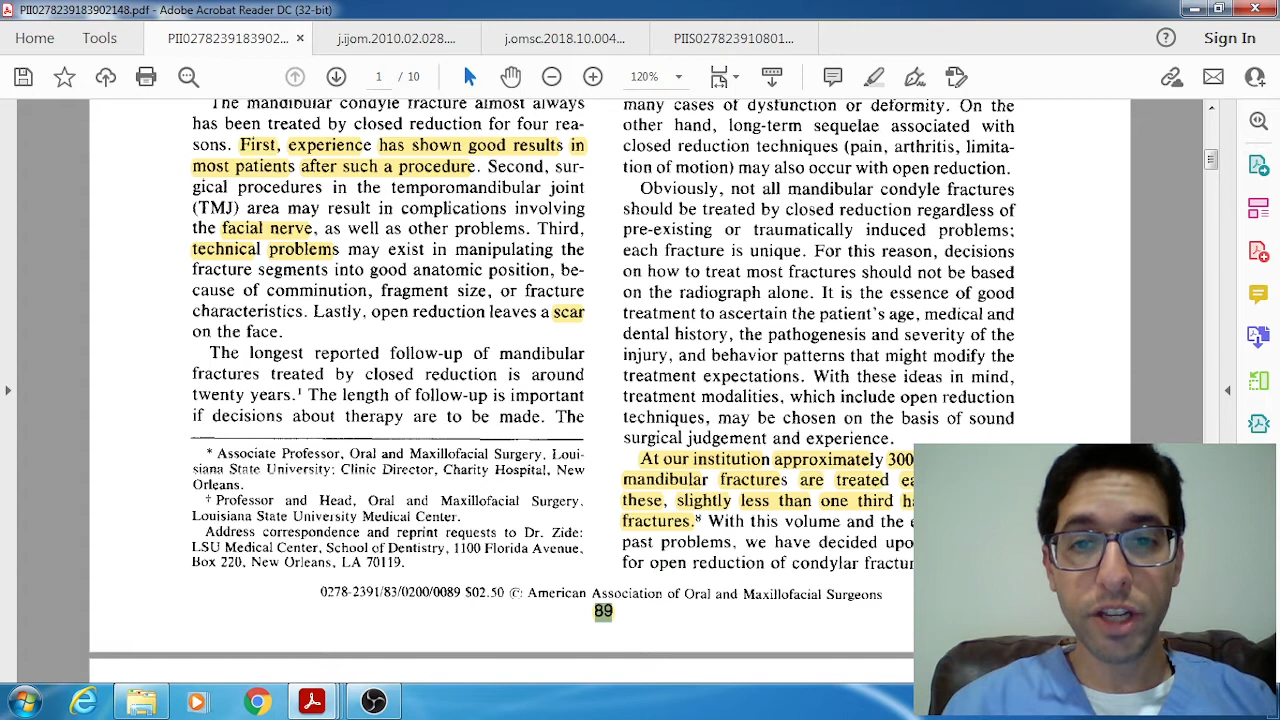 PII0278239183902148.pdf - Adobe Acrobat Reader DC (32-bit)
Home Tools PII0278239183902... × j.ijom.2010.02.028.... j.omsc.2018.10.004... PIIS027823910801... Sign In
1 / 10 120%
The mandibular condyle fracture almost always
has been treated by closed reduction for four rea-
sons. First, experience has shown good results in
most patients after such a procedure. Second, sur-
gical procedures in the temporomandibular joint
(TMJ) area may result in complications involving
the facial nerve, as well as other problems. Third,
technical problems may exist in manipulating the
fracture segments into good anatomic position, be-
cause of comminution, fragment size, or fracture
characteristics. Lastly, open reduction leaves a scar
on the face.
The longest reported follow-up of mandibular
fractures treated by closed reduction is around
twenty years.¹ The length of follow-up is important
if decisions about therapy are to be made. The
* Associate Professor, Oral and Maxillofacial Surgery, Loui-
siana State University; Clinic Director, Charity Hospital, New
Orleans.
† Professor and Head, Oral and Maxillofacial Surgery,
Louisiana State University Medical Center.
Address correspondence and reprint requests to Dr. Zide:
LSU Medical Center, School of Dentistry, 1100 Florida Avenue,
Box 220, New Orleans, LA 70119.
many cases of dysfunction or deformity. On the
other hand, long-term sequelae associated with
closed reduction techniques (pain, arthritis, limita-
tion of motion) may also occur with open reduction.
Obviously, not all mandibular condyle fractures
should be treated by closed reduction regardless of
pre-existing or traumatically induced problems;
each fracture is unique. For this reason, decisions
on how to treat most fractures should not be based
on the radiograph alone. It is the essence of good
treatment to ascertain the patient's age, medical and
dental history, the pathogenesis and severity of the
injury, and behavior patterns that might modify the
treatment expectations. With these ideas in mind,
treatment modalities, which include open reduction
techniques, may be chosen on the basis of sound
surgical judgement and experience.
At our institution approximately 300
mandibular fractures are treated
these, slightly less than one third
fractures.⁸ With this volume and the
past problems, we have decided
for open reduction of condylar
0278-2391/83/0200/0089 $02.50 © American Association of Oral and Maxillofacial Surgeons
89